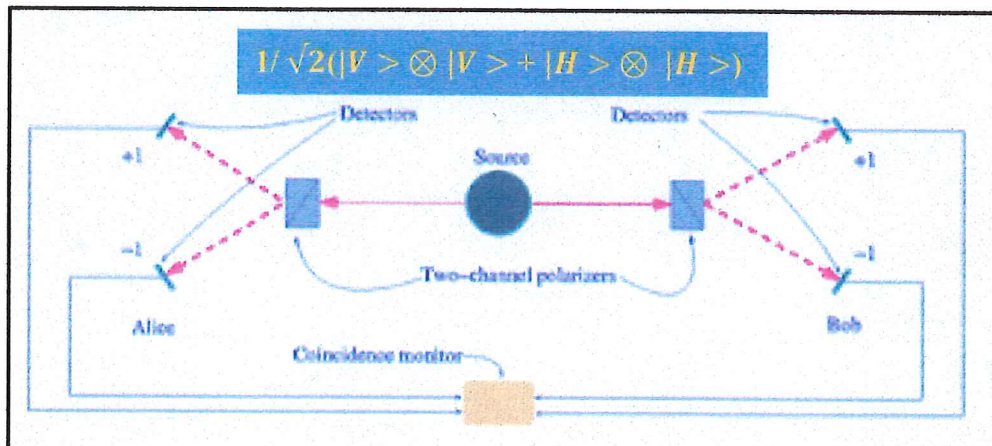 1/√2(|V > ⊗ |V > + |H > ⊗ |H >)
Detectors
Detectors
Source
+1
+1
−1
−1
Two-channel polarizers
Alice
Bob
Coincidence monitor